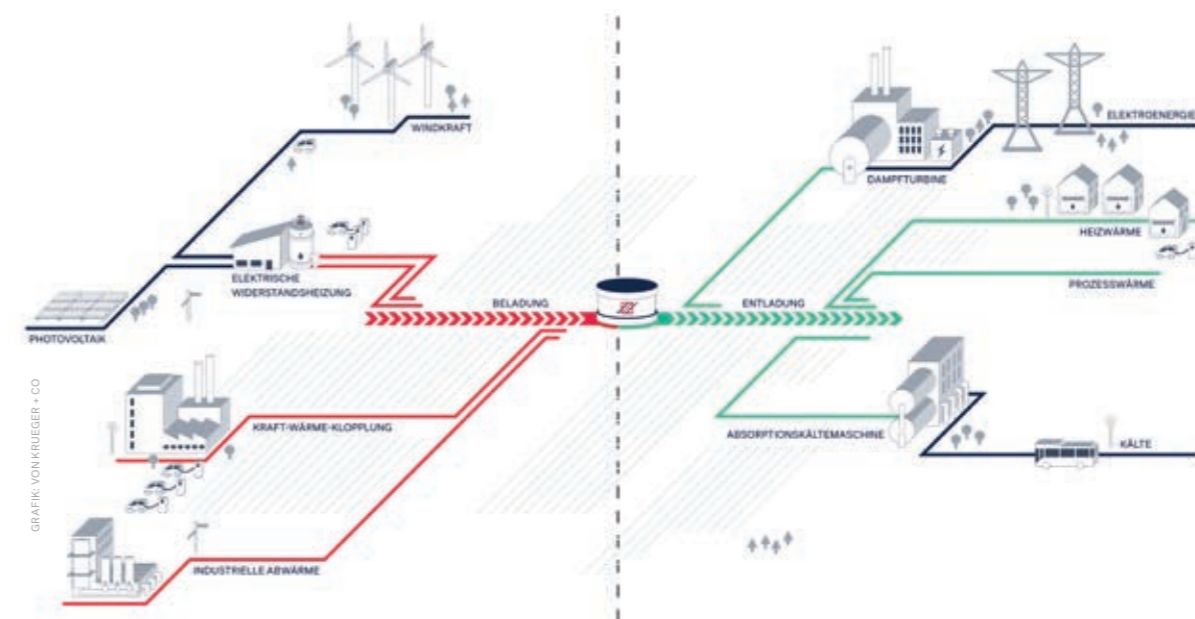 WINDKRAFT
ELEKTRISCHE
WIDERSTANDSHEIZUNG
PHOTOVOLTAIK
BELADUNG
KRAFT-WÄRME-KLOPPLUNG
INDUSTRIELLE ABWÄRME
GRAFIK: VON KRUEGER + CO
ELEKTROENERGIE
DAMPFTURBINE
HEIZWÄRME
PROZESSWÄRME
ENTLADUNG
ABSORPTIONSKÄLTEMASCHINE
KÄLTE